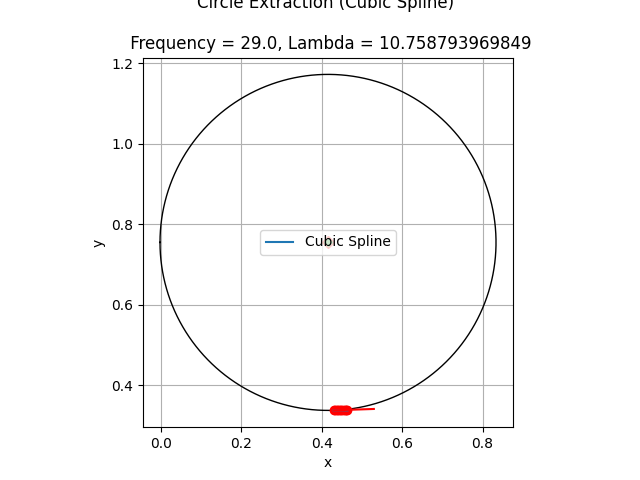 Circle Extraction (Cubic Spline)
Frequency = 29.0, Lambda = 10.758793969849
1.2
1.0
0.8
0.6
0.4
y
Cubic Spline
0.0 0.2 0.4 0.6 0.8
x